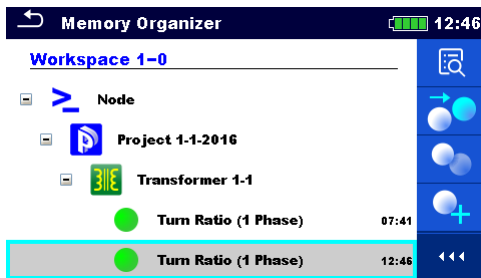 Memory Organizer 12:46
Workspace 1-0
Node
Project 1-1-2016
Transformer 1-1
Turn Ratio (1 Phase) 07:41
Turn Ratio (1 Phase) 12:46